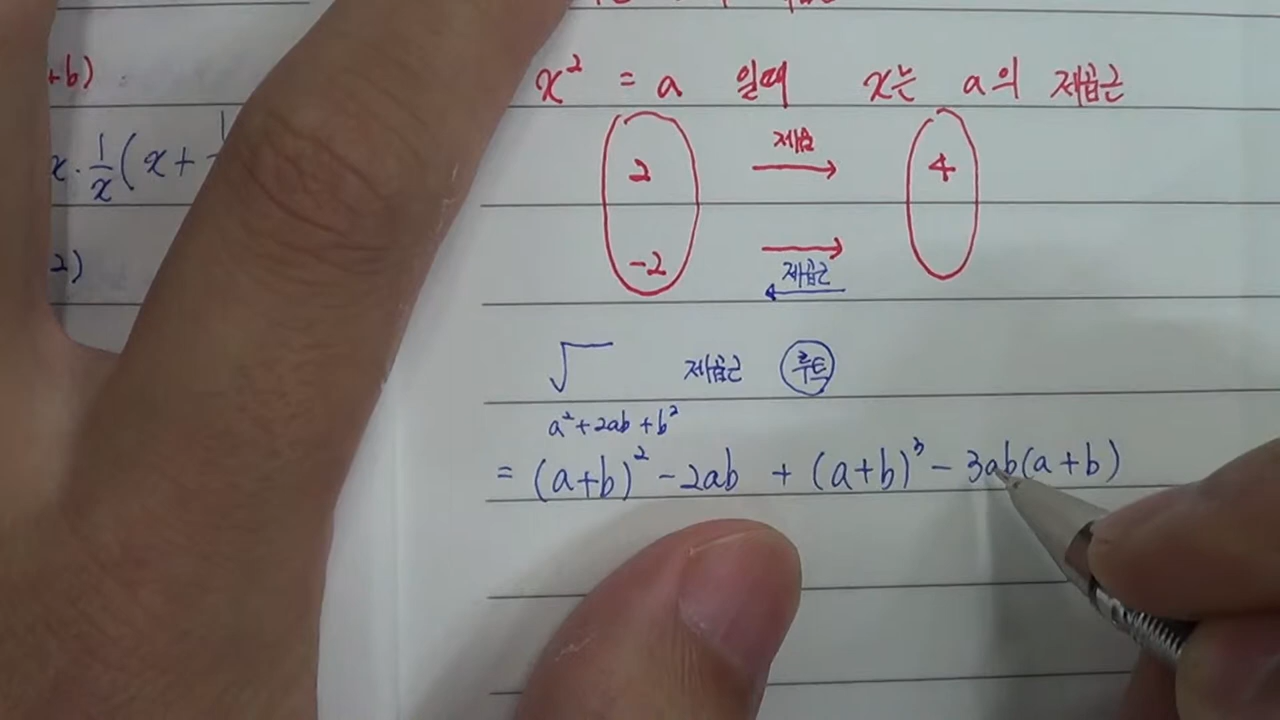 +b)
x² = a 일때 x는 a의 제곱근
x·1/x(x+
제곱
2 → 4
2)
-2 →
제곱근
←
√ 제곱근 루트
a²+2ab+b²
= (a+b)² - 2ab + (a+b)³ - 3ab(a+b)